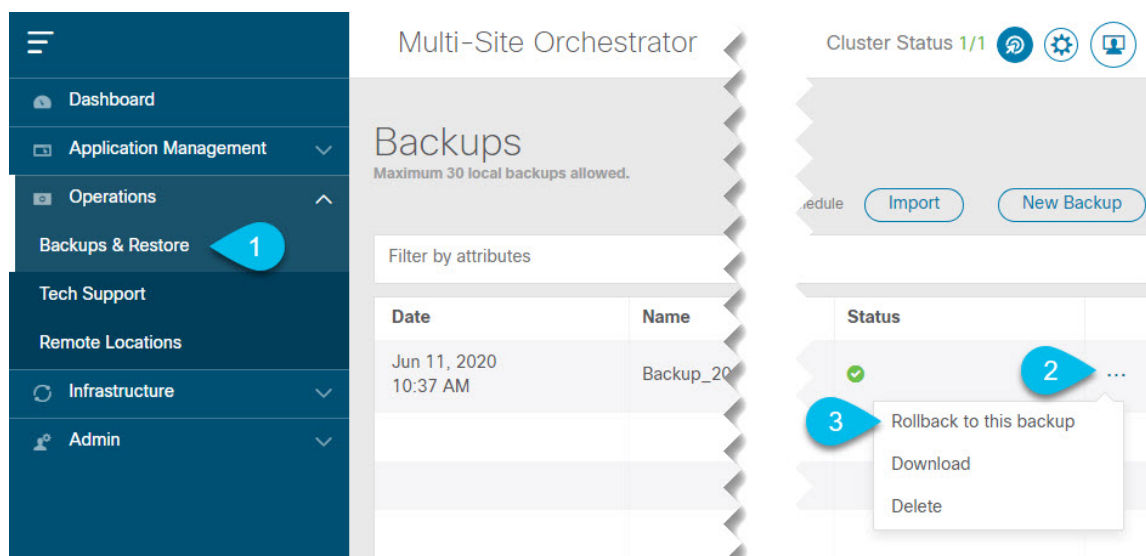 Multi-Site Orchestrator
Cluster Status 1/1
Dashboard
Application Management
Operations
Backups & Restore
1
Tech Support
Remote Locations
Infrastructure
Admin
Backups
Maximum 30 local backups allowed.
Import
New Backup
Filter by attributes
Date Name Status
Jun 11, 2020
10:37 AM
Backup_20
2
...
3
Rollback to this backup
Download
Delete